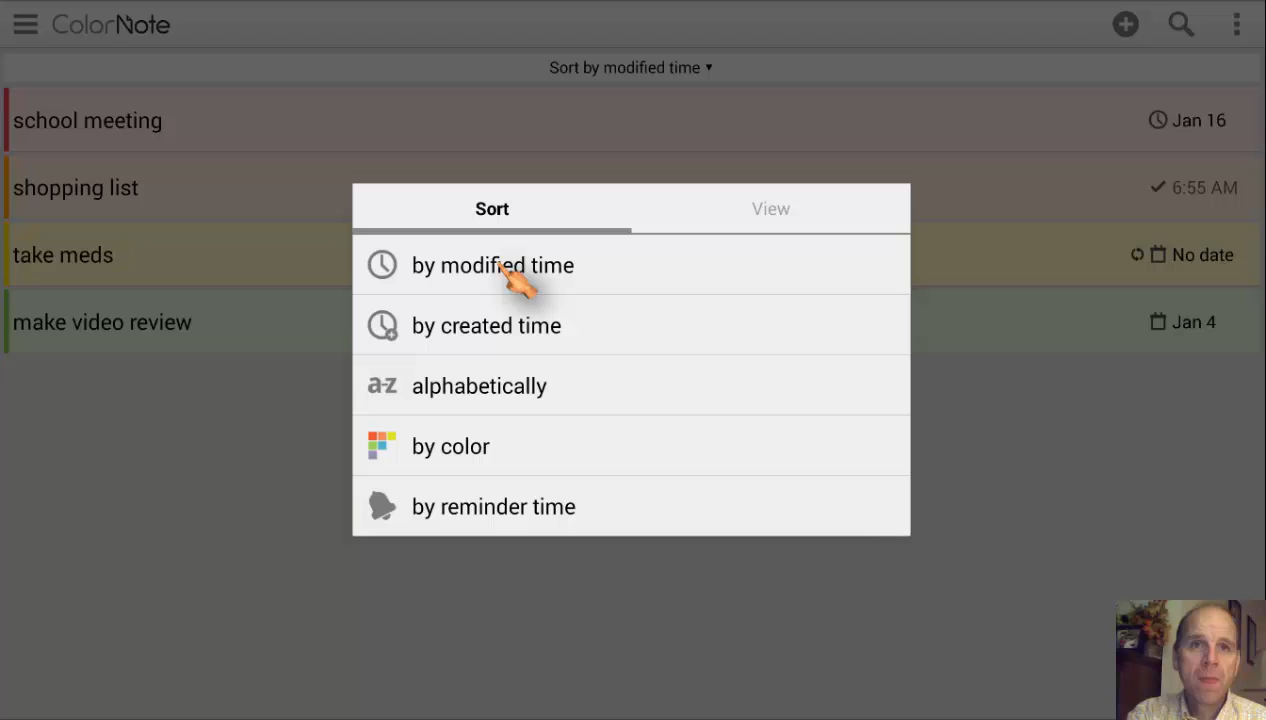 ColorNote
Sort by modified time
school meeting
Jan 16
shopping list
6:55 AM
take meds
No date
make video review
Jan 4
Sort
View
by modified time
by created time
a-z alphabetically
by color
by reminder time